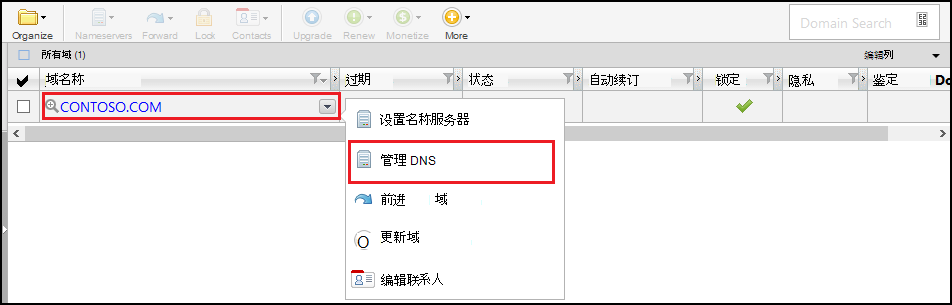 Organize Nameservers Forward Lock Contacts Upgrade Renew Monetize More Domain Search
所有域 (1) 编辑列
域名称 过期 状态 自动续订 锁定 隐私 鉴定 Do
CONTOSO.COM
设置名称服务器
管理 DNS
前进 域
更新域
编辑联系人